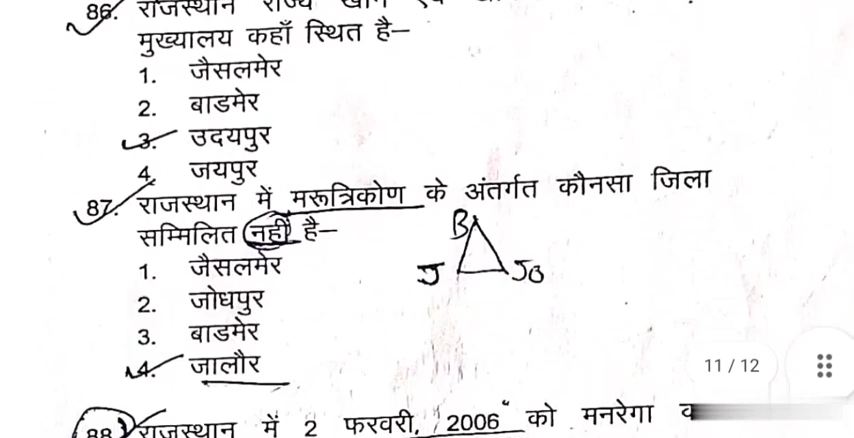 86. राजस्थान राज्य खान एवं
मुख्यालय कहाँ स्थित है–
1. जैसलमेर
2. बाडमेर
3. उदयपुर
4. जयपुर
87. राजस्थान में मरूत्रिकोण के अंतर्गत कौनसा जिला
सम्मिलित नहीं है–
B
1. जैसलमेर
J JO
2. जोधपुर
3. बाडमेर
4. जालौर
11 / 12
88 राजस्थान में 2 फरवरी, "2006" को मनरेगा